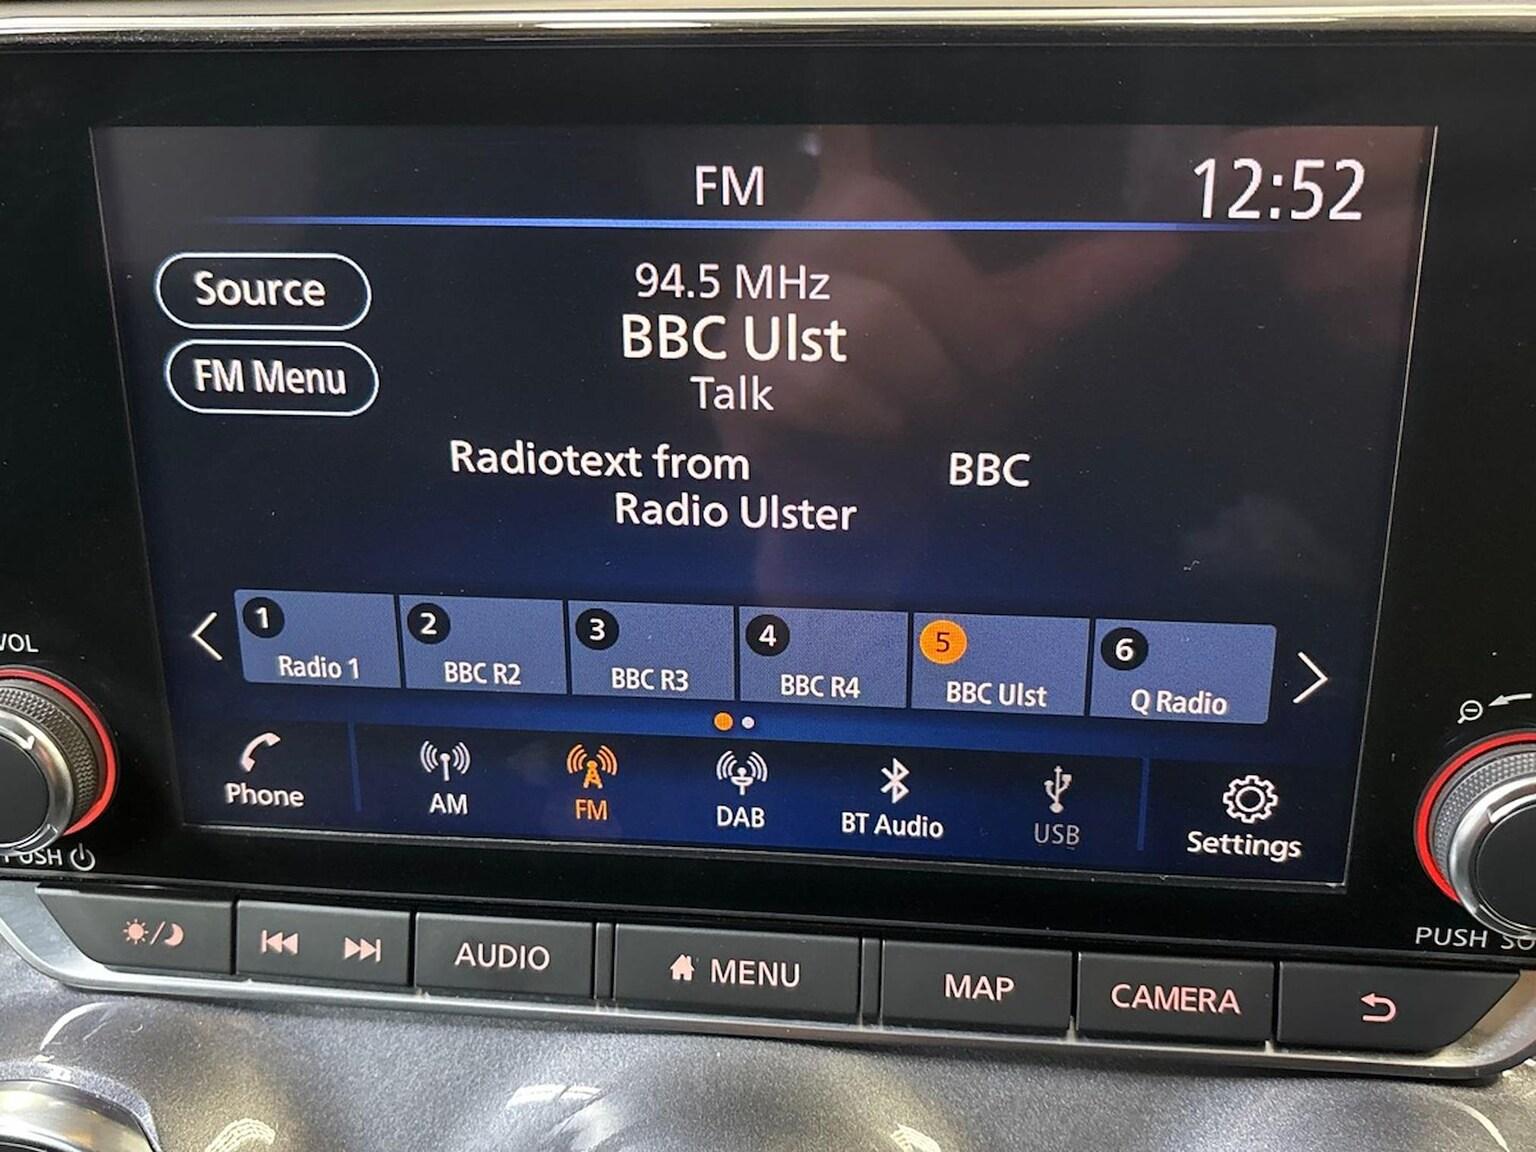 FM
12:52
Source
94.5 MHz
BBC Ulst
FM Menu
Talk
Radiotext from BBC
Radio Ulster
1 Radio 1
2 BBC R2
3 BBC R3
4 BBC R4
5 BBC Ulst
6 Q Radio
VOL
Phone
AM
FM
DAB
BT Audio
USB
Settings
PUSH
PUSH SO
AUDIO
MENU
MAP
CAMERA